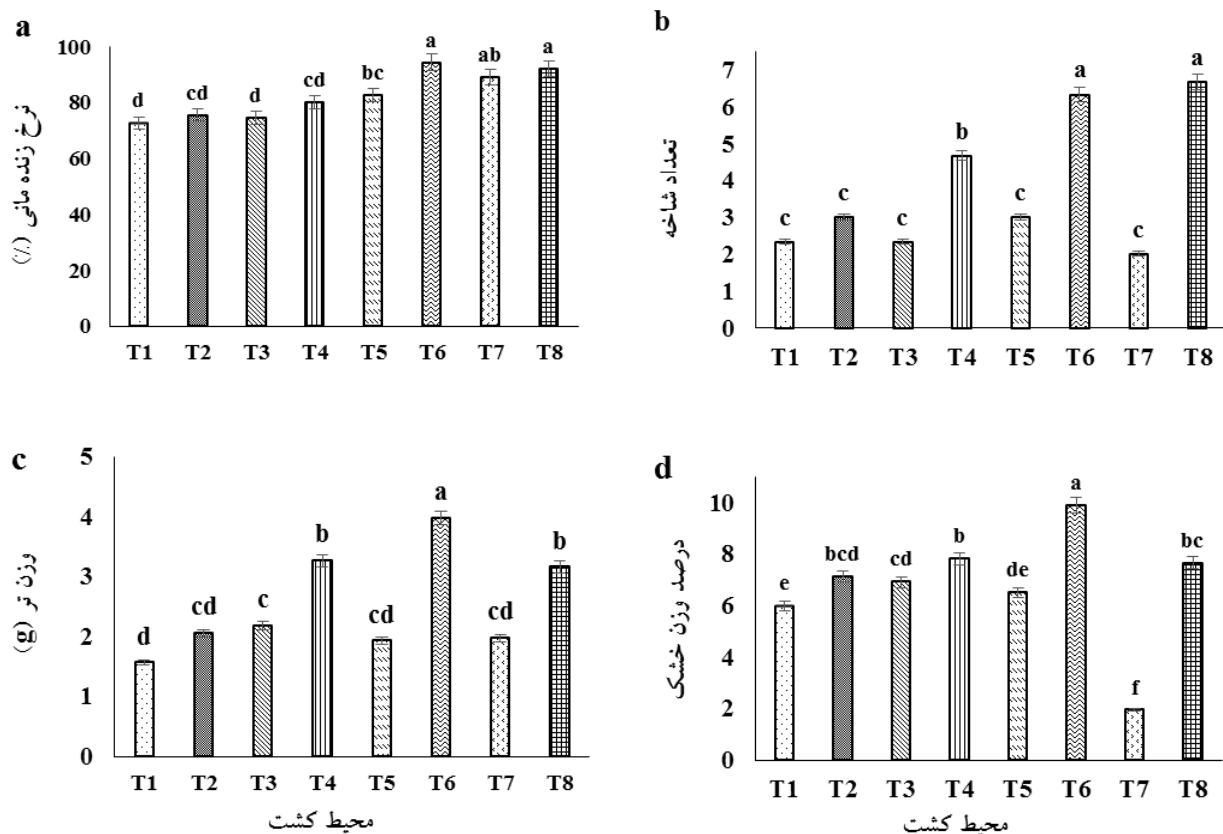 a
نرخ زنده مانی (٪)
100
80
60
40
20
0
d
cd
d
cd
bc
a
ab
a
T1 T2 T3 T4 T5 T6 T7 T8
b
تعداد شاخه
7
6
5
4
3
2
1
0
c
c
c
b
c
a
c
a
T1 T2 T3 T4 T5 T6 T7 T8
c
وزن تر (g)
5
4
3
2
1
0
d
cd
c
b
cd
a
cd
b
T1 T2 T3 T4 T5 T6 T7 T8
محیط کشت
d
درصد وزن خشک
10
8
6
4
2
0
e
bcd
cd
b
de
a
f
bc
T1 T2 T3 T4 T5 T6 T7 T8
محیط کشت